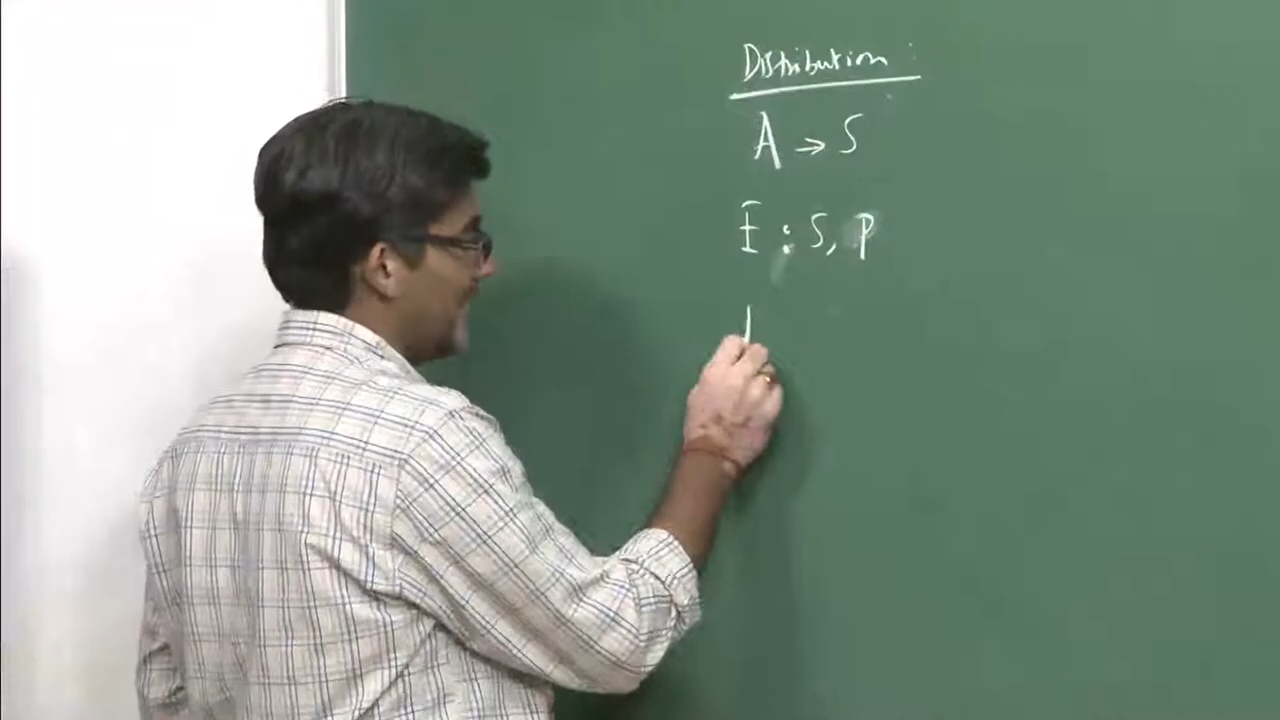 Distribution :
A → S
E : S, P